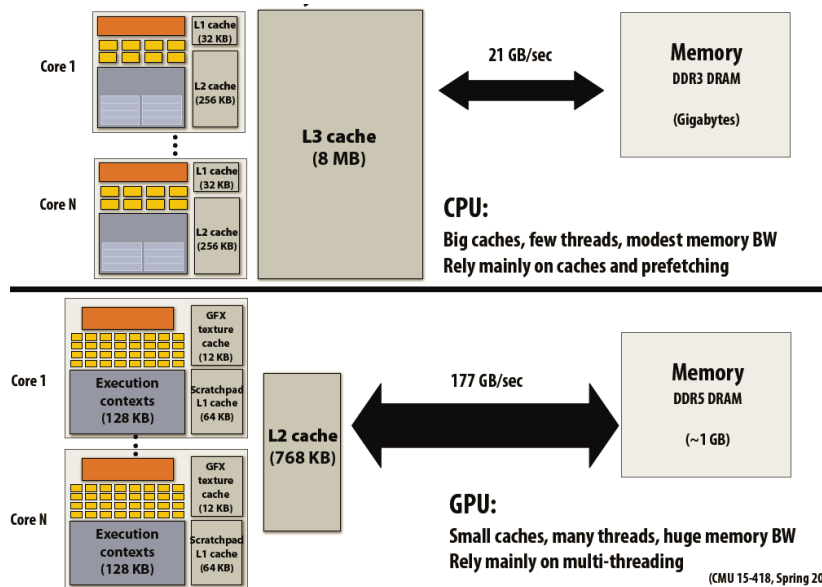 Core 1
L1 cache
(32 KB)
L2 cache
(256 KB)
Core N
L1 cache
(32 KB)
L2 cache
(256 KB)
L3 cache
(8 MB)
21 GB/sec
Memory
DDR3 DRAM
(Gigabytes)
CPU:
Big caches, few threads, modest memory BW
Rely mainly on caches and prefetching
Core 1
GFX
texture
cache
(12 KB)
Execution
contexts
(128 KB)
Scratchpad
L1 cache
(64 KB)
Core N
GFX
texture
cache
(12 KB)
Execution
contexts
(128 KB)
Scratchpad
L1 cache
(64 KB)
L2 cache
(768 KB)
177 GB/sec
Memory
DDR5 DRAM
(~1 GB)
GPU:
Small caches, many threads, huge memory BW
Rely mainly on multi-threading
(CMU 15-418, Spring 20